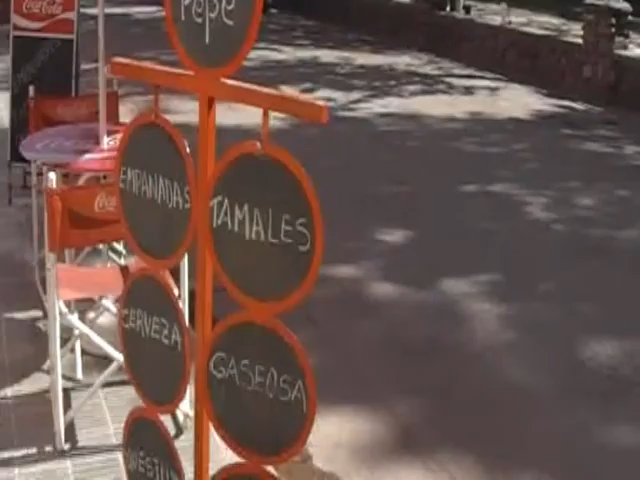 Coca-Cola
Pepe
EMPANADAS
TAMALES
CERVEZA
GASEOSA